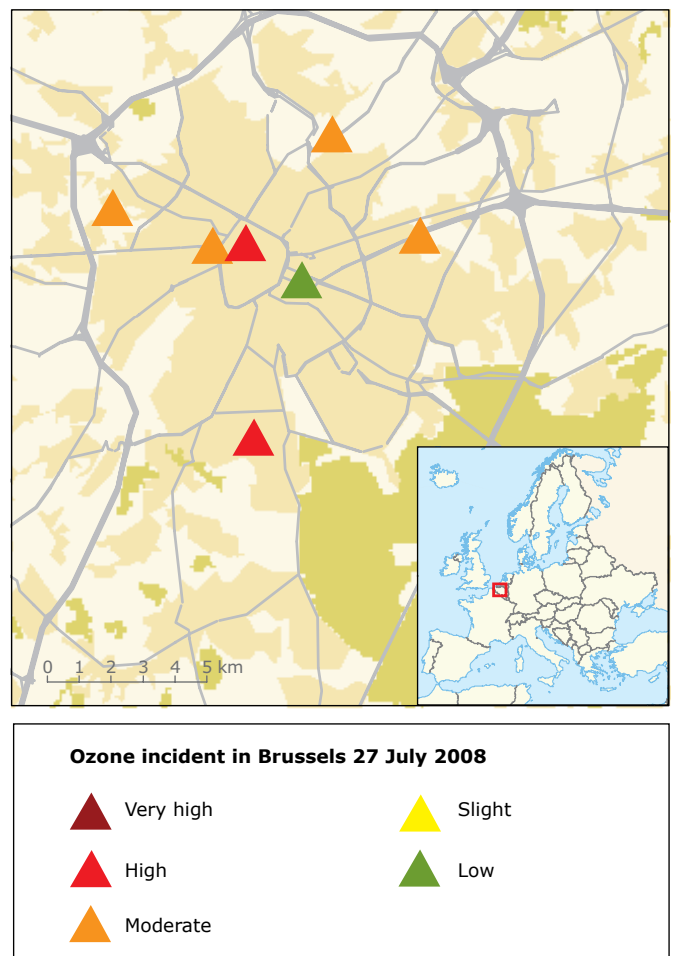 0 1 2 3 4 5 km
Ozone incident in Brussels 27 July 2008
Very high
Slight
High
Low
Moderate